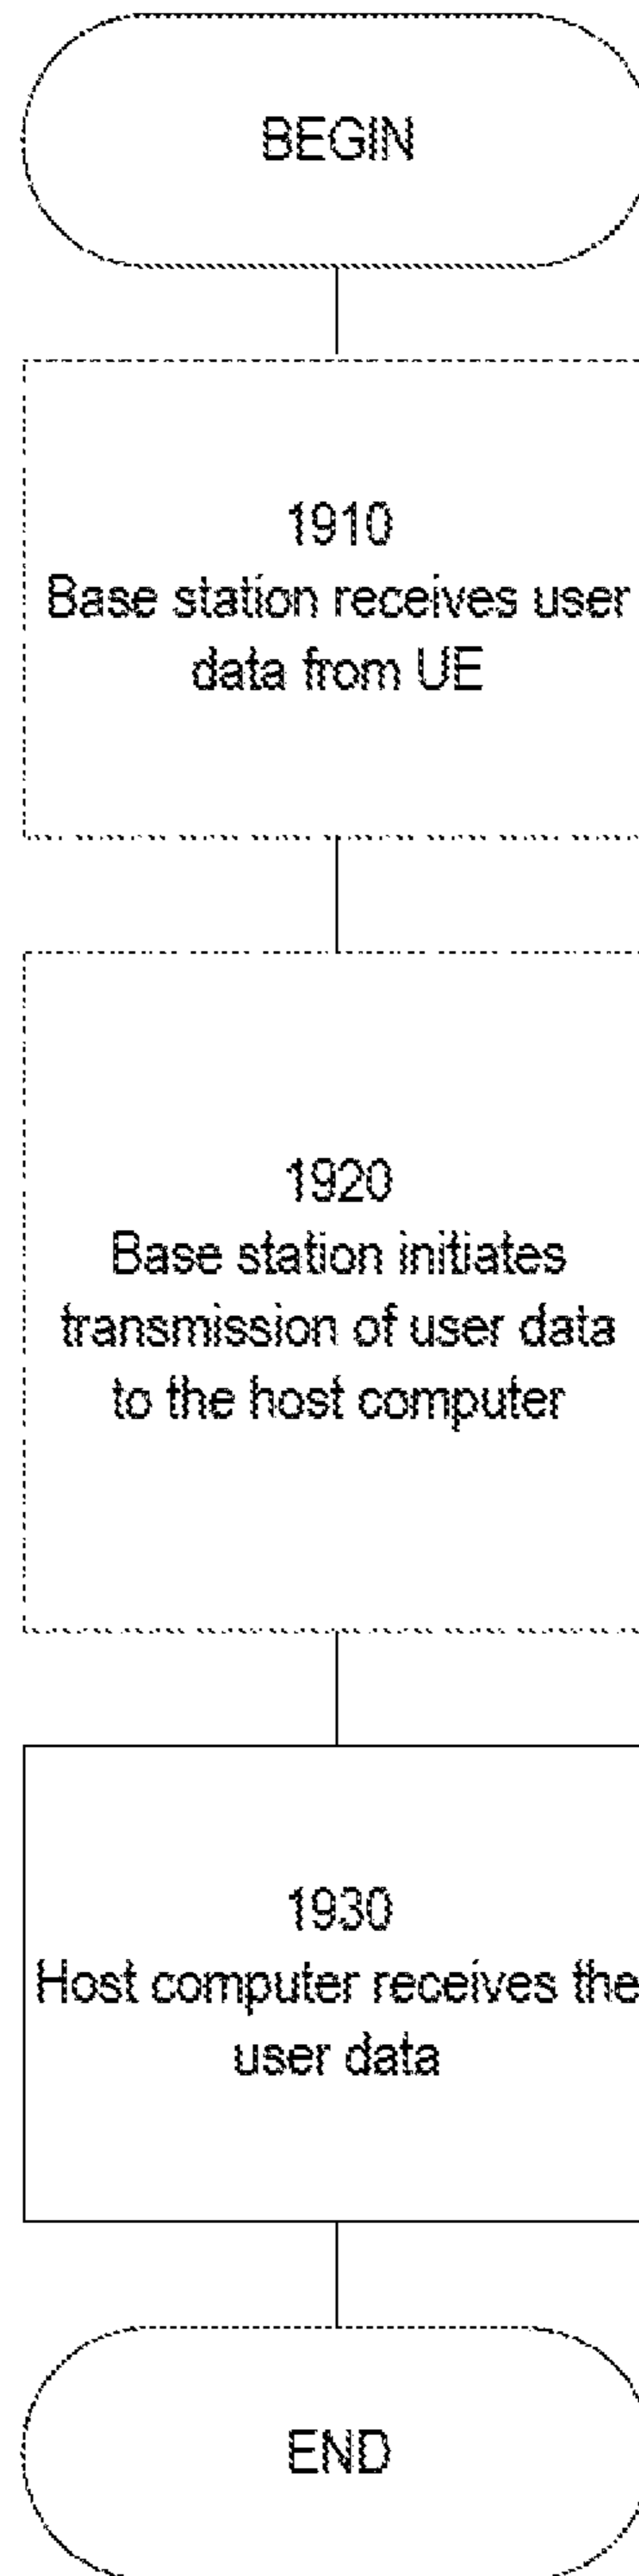 BEGIN
1910
Base station receives user
data from UE
1920
Base station initiates
transmission of user data
to the host computer
1930
Host computer receives the
user data
END